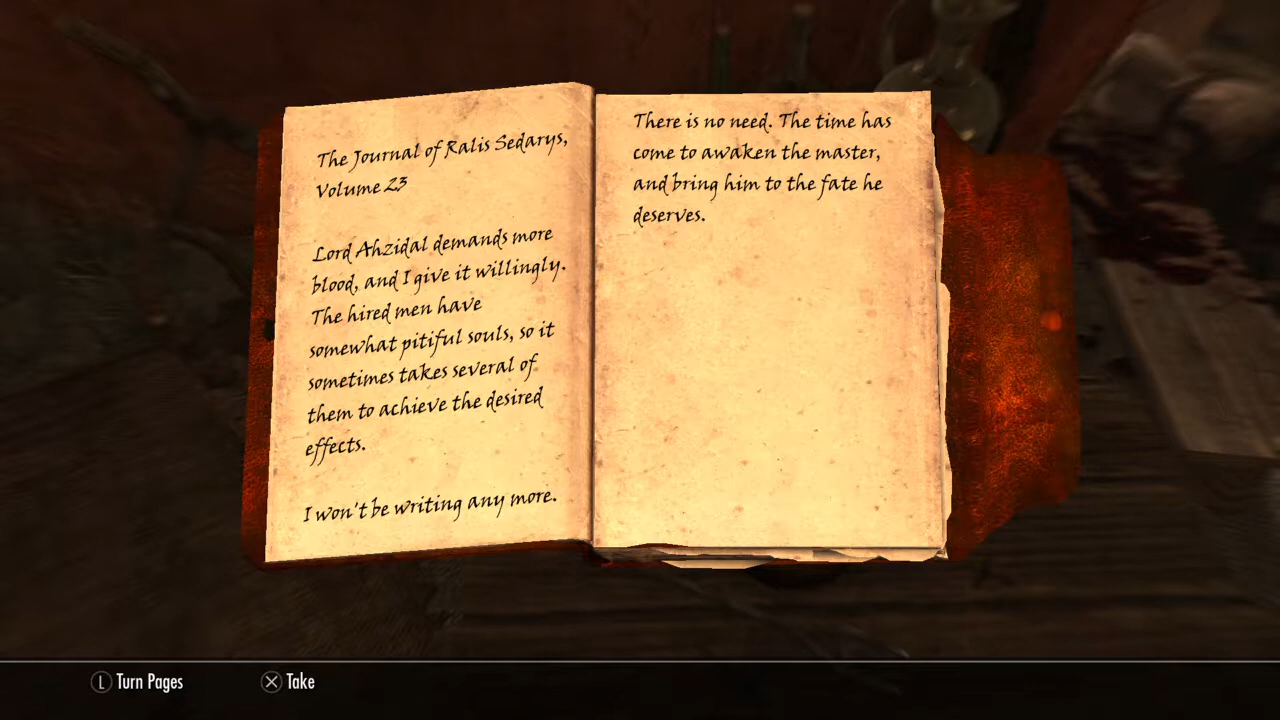 The Journal of Ralis Sedarys,
Volume 23
Lord Ahzidal demands more
blood, and I give it willingly.
The hired men have
somewhat pitiful souls, so it
sometimes takes several of
them to achieve the desired
effects.
I won't be writing any more.
There is no need. The time has
come to awaken the master,
and bring him to the fate he
deserves.
L Turn Pages
X Take